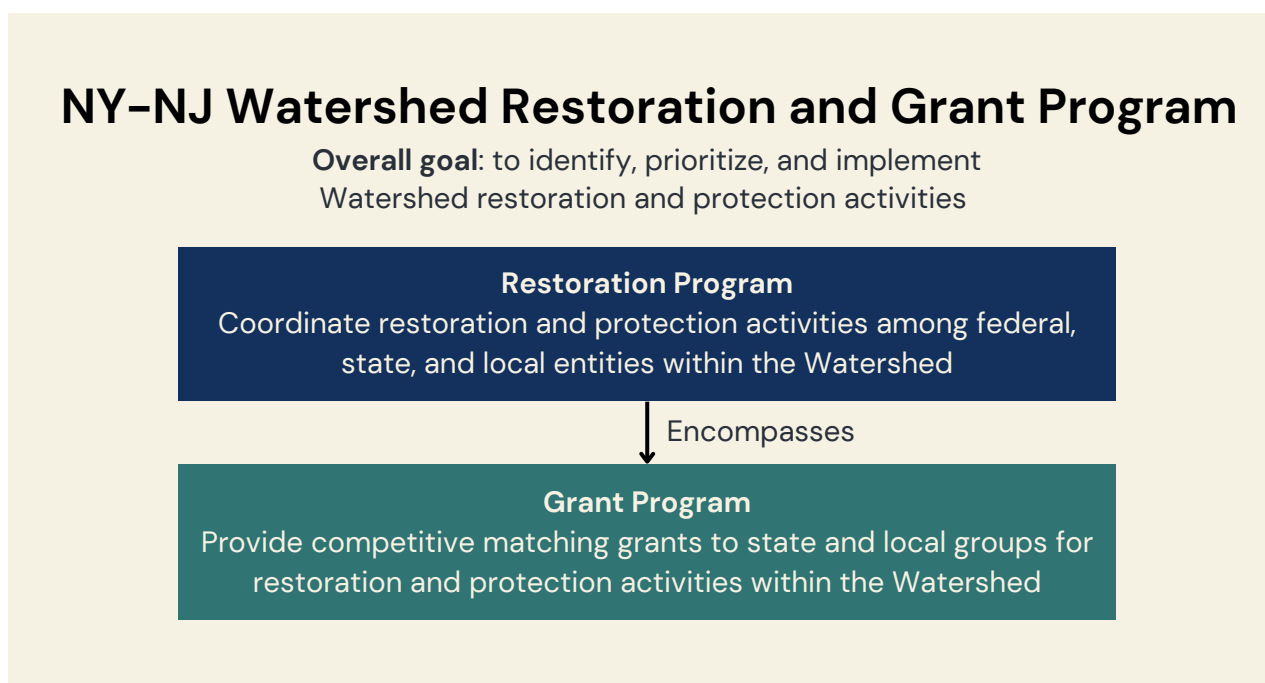 NY-NJ Watershed Restoration and Grant Program
Overall goal: to identify, prioritize, and implement
Watershed restoration and protection activities
Restoration Program
Coordinate restoration and protection activities among federal,
state, and local entities within the Watershed
Encompasses
Grant Program
Provide competitive matching grants to state and local groups for
restoration and protection activities within the Watershed